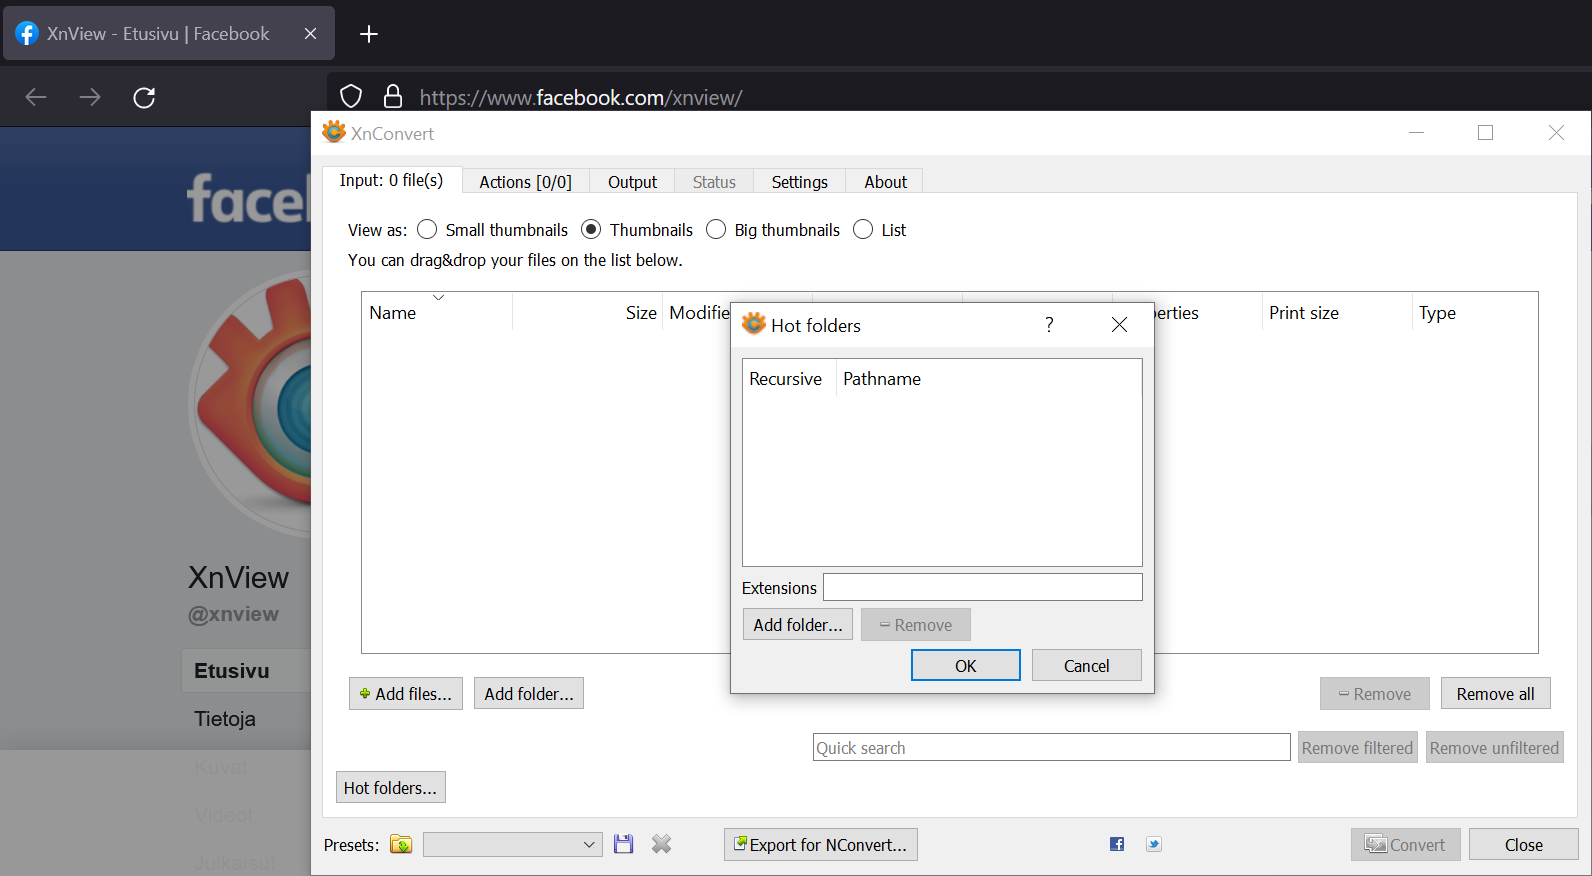 XnView - Etusivu | Facebook
https://www.facebook.com/xnview/
XnConvert
Input: 0 file(s)
Actions [0/0]
Output
Status
Settings
About
View as:
Small thumbnails
Thumbnails
Big thumbnails
List
You can drag&drop your files on the list below.
Name
Size
Print size
Type
Hot folders
?
Recursive
Pathname
Extensions
Add folder...
Remove
OK
Cancel
XnView
@xnview
Etusivu
Tietoja
Kuvat
Videot
Julkaisut
Add files...
Add folder...
Remove
Remove all
Quick search
Remove filtered
Remove unfiltered
Hot folders...
Presets:
Export for NConvert...
Convert
Close